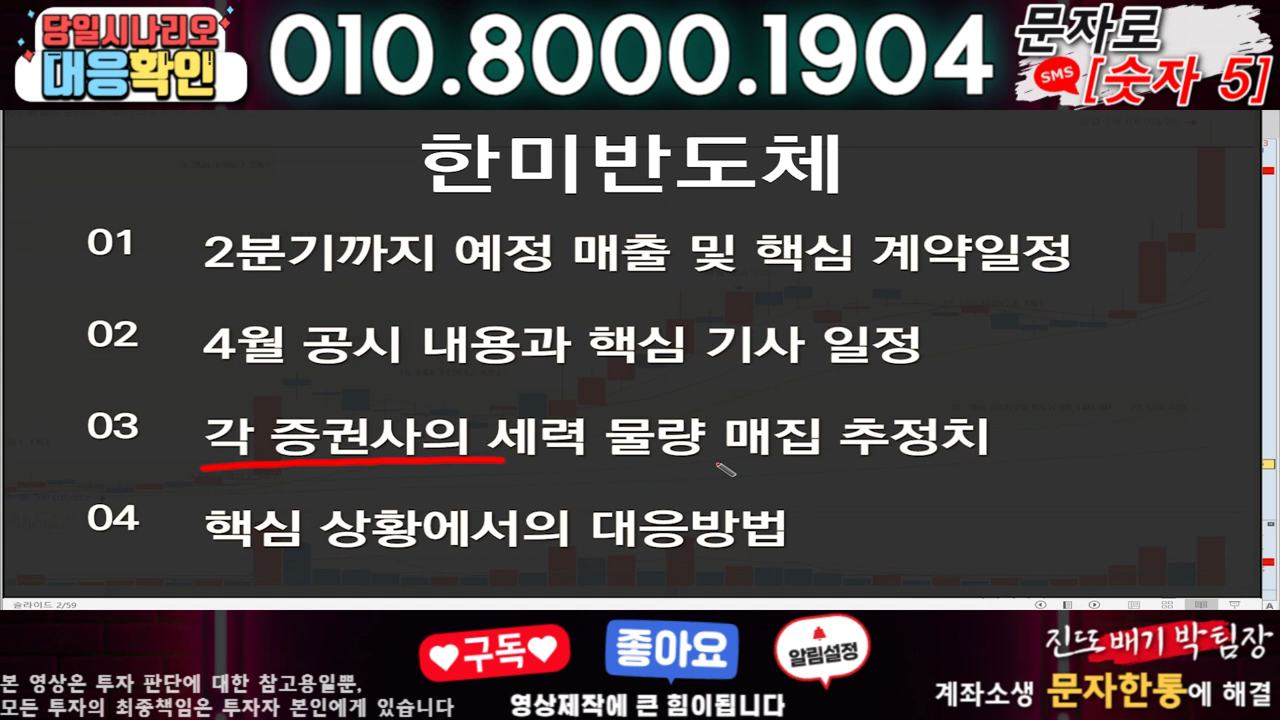 당일시나리오
대응확인
010.8000.1904
문자로
SMS
[숫자 5]
한미반도체
01 2분기까지 예정 매출 및 핵심 계약일정
02 4월 공시 내용과 핵심 기사 일정
03 각 증권사의 세력 물량 매집 추정치
04 핵심 상황에서의 대응방법
슬라이드 2/59
구독
좋아요
알림설정
영상제작에 큰 힘이됩니다
본 영상은 투자 판단에 대한 참고용일뿐,
모든 투자의 최종책임은 투자자 본인에게 있습니다
진또배기 박팀장
계좌소생 문자한통에 해결